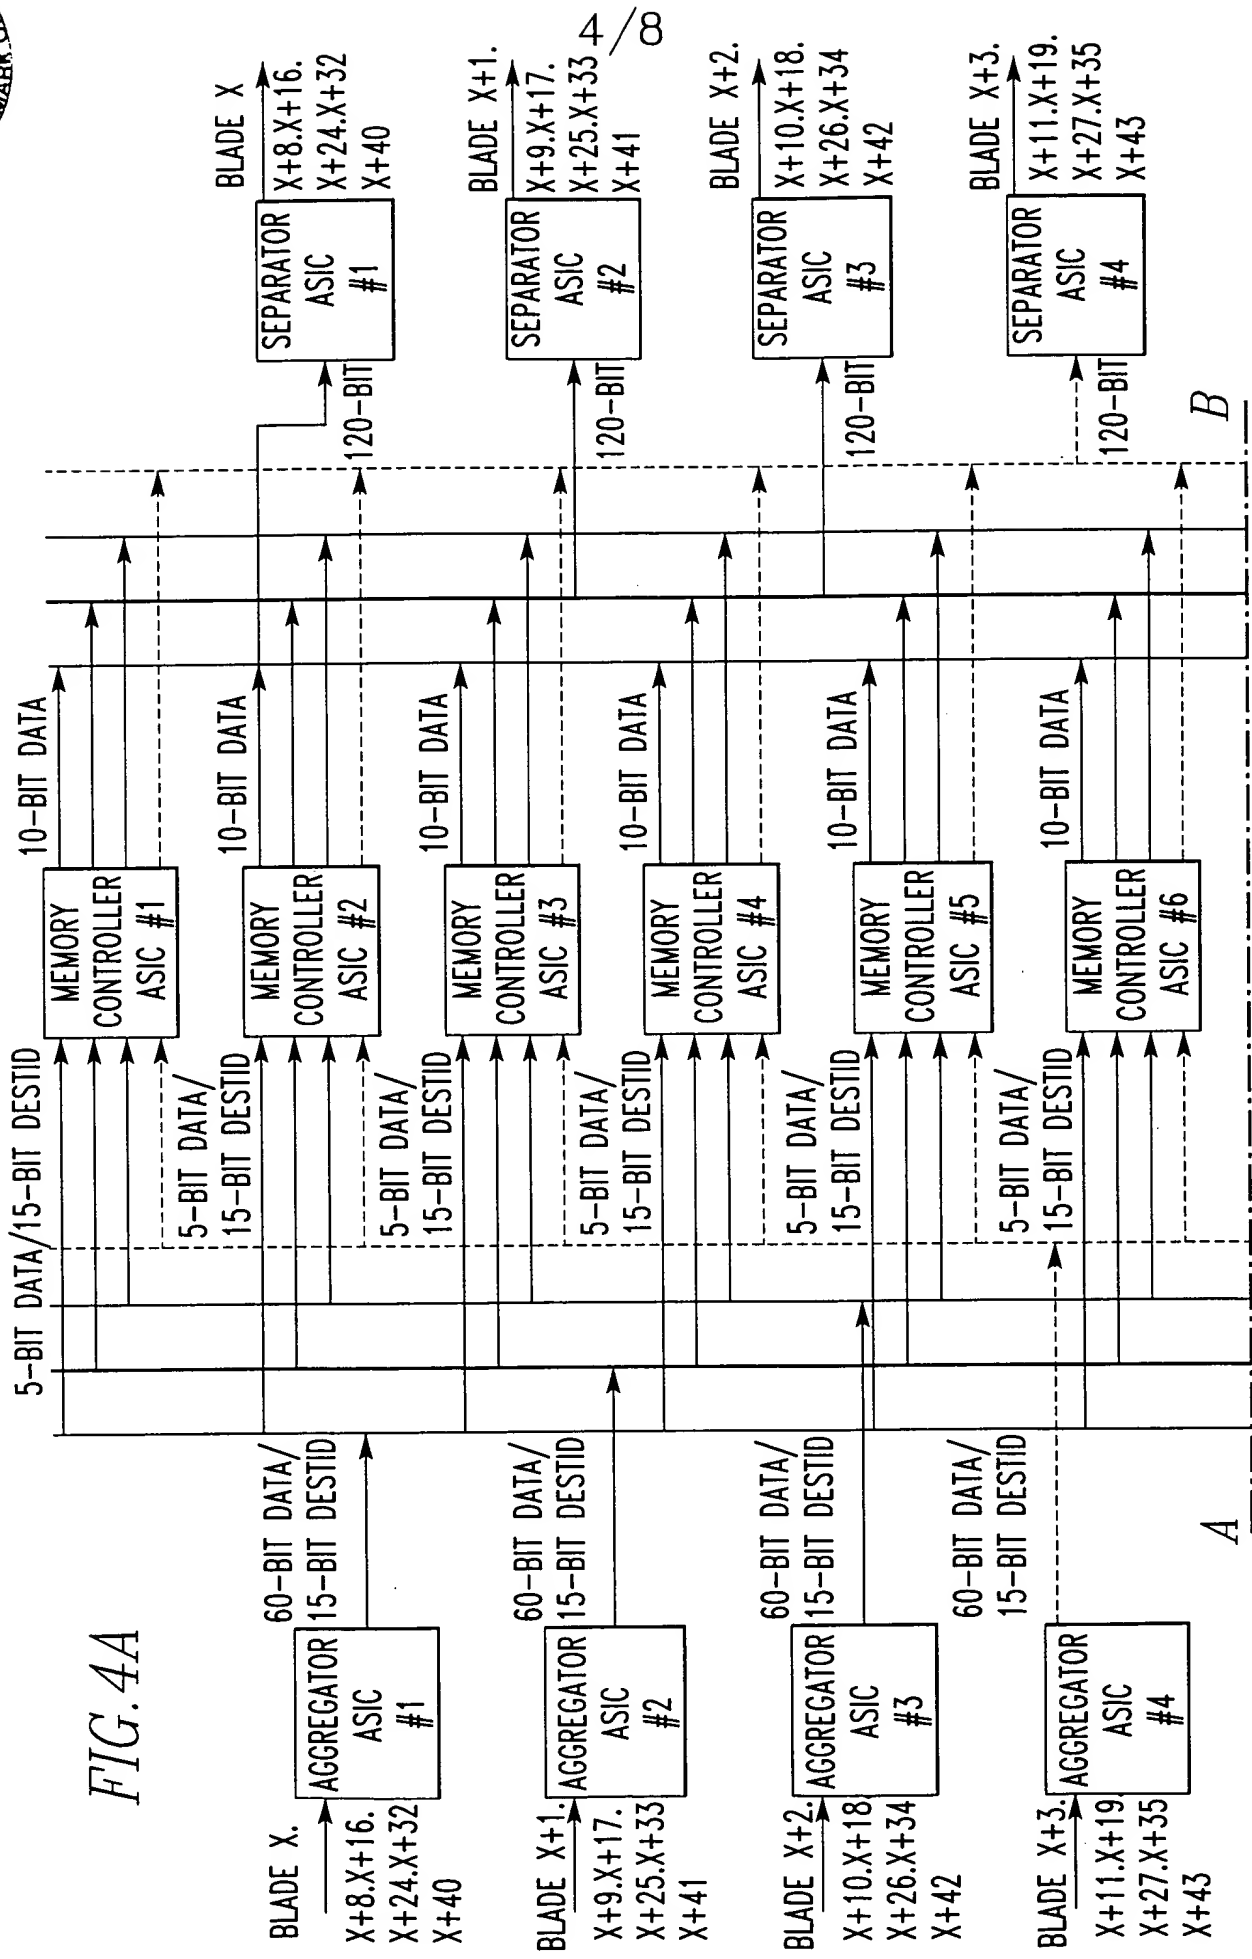 4/8
FIG. 4A
BLADE X.
X+8.X+16.
X+24.X+32
X+40
AGGREGATOR
ASIC
#1
60-BIT DATA/
15-BIT DESTID
BLADE X+1.
X+9.X+17.
X+25.X+33
X+41
AGGREGATOR
ASIC
#2
60-BIT DATA/
15-BIT DESTID
BLADE X+2.
X+10.X+18
X+26.X+34
X+42
AGGREGATOR
ASIC
#3
60-BIT DATA/
15-BIT DESTID
BLADE X+3.
X+11.X+19
X+27.X+35
X+43
AGGREGATOR
ASIC
#4
60-BIT DATA/
15-BIT DESTID
A
5-BIT DATA/15-BIT DESTID
MEMORY
CONTROLLER
ASIC #1
10-BIT DATA
5-BIT DATA/
15-BIT DESTID
MEMORY
CONTROLLER
ASIC #2
10-BIT DATA
5-BIT DATA/
15-BIT DESTID
MEMORY
CONTROLLER
ASIC #3
10-BIT DATA
5-BIT DATA/
15-BIT DESTID
MEMORY
CONTROLLER
ASIC #4
10-BIT DATA
5-BIT DATA/
15-BIT DESTID
MEMORY
CONTROLLER
ASIC #5
10-BIT DATA
5-BIT DATA/
15-BIT DESTID
MEMORY
CONTROLLER
ASIC #6
10-BIT DATA
120-BIT
SEPARATOR
ASIC
#1
BLADE X
X+8.X+16.
X+24.X+32
X+40
120-BIT
SEPARATOR
ASIC
#2
BLADE X+1.
X+9.X+17.
X+25.X+33
X+41
120-BIT
SEPARATOR
ASIC
#3
BLADE X+2.
X+10.X+18.
X+26.X+34
X+42
120-BIT
SEPARATOR
ASIC
#4
BLADE X+3.
X+11.X+19.
X+27.X+35
X+43
B